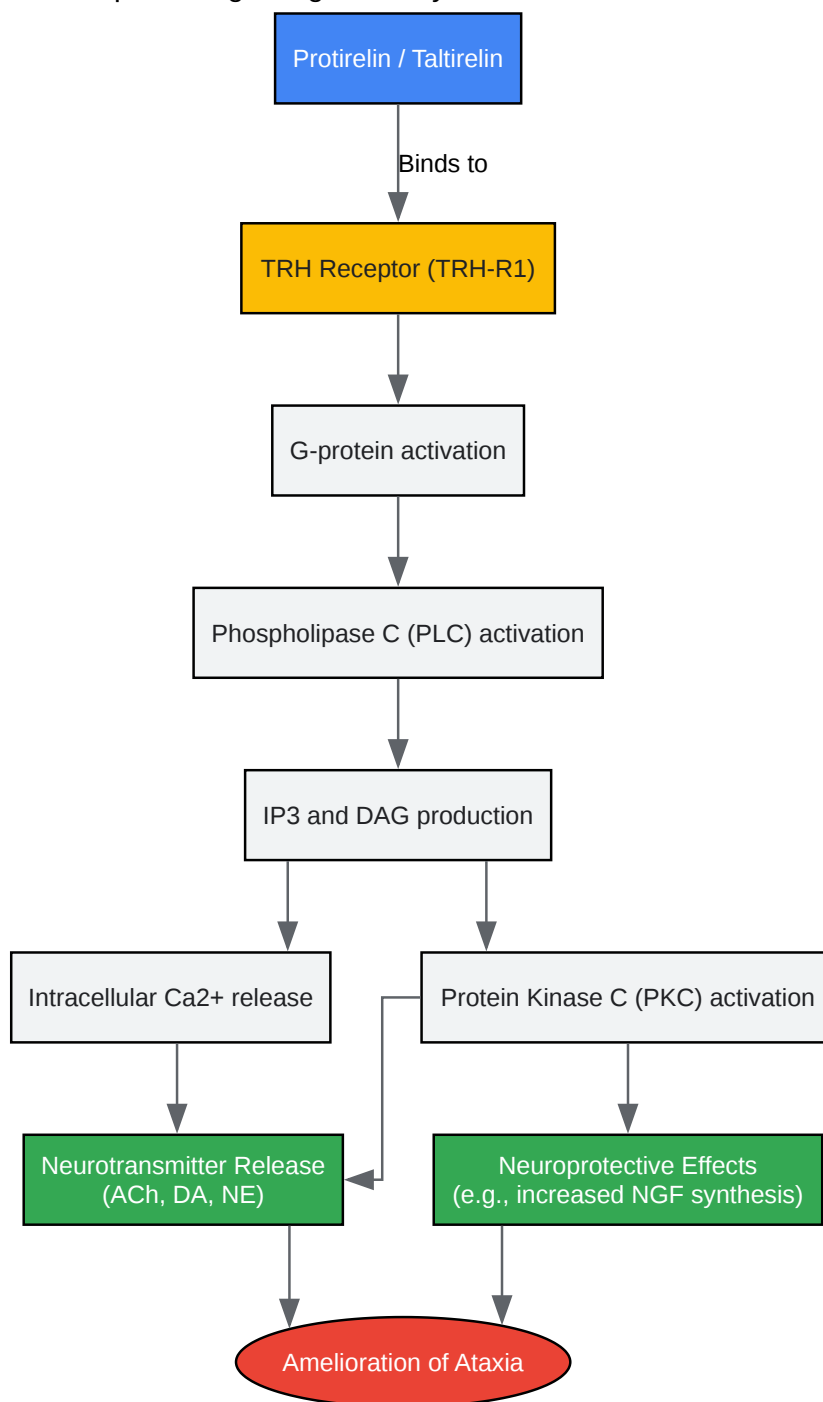 Protirelin / Taltirelin
Binds to
TRH Receptor (TRH-R1)
G-protein activation
Phospholipase C (PLC) activation
IP3 and DAG production
Intracellular Ca2+ release
Protein Kinase C (PKC) activation
Neurotransmitter Release
(ACh, DA, NE)
Neuroprotective Effects
(e.g., increased NGF synthesis)
Amelioration of Ataxia